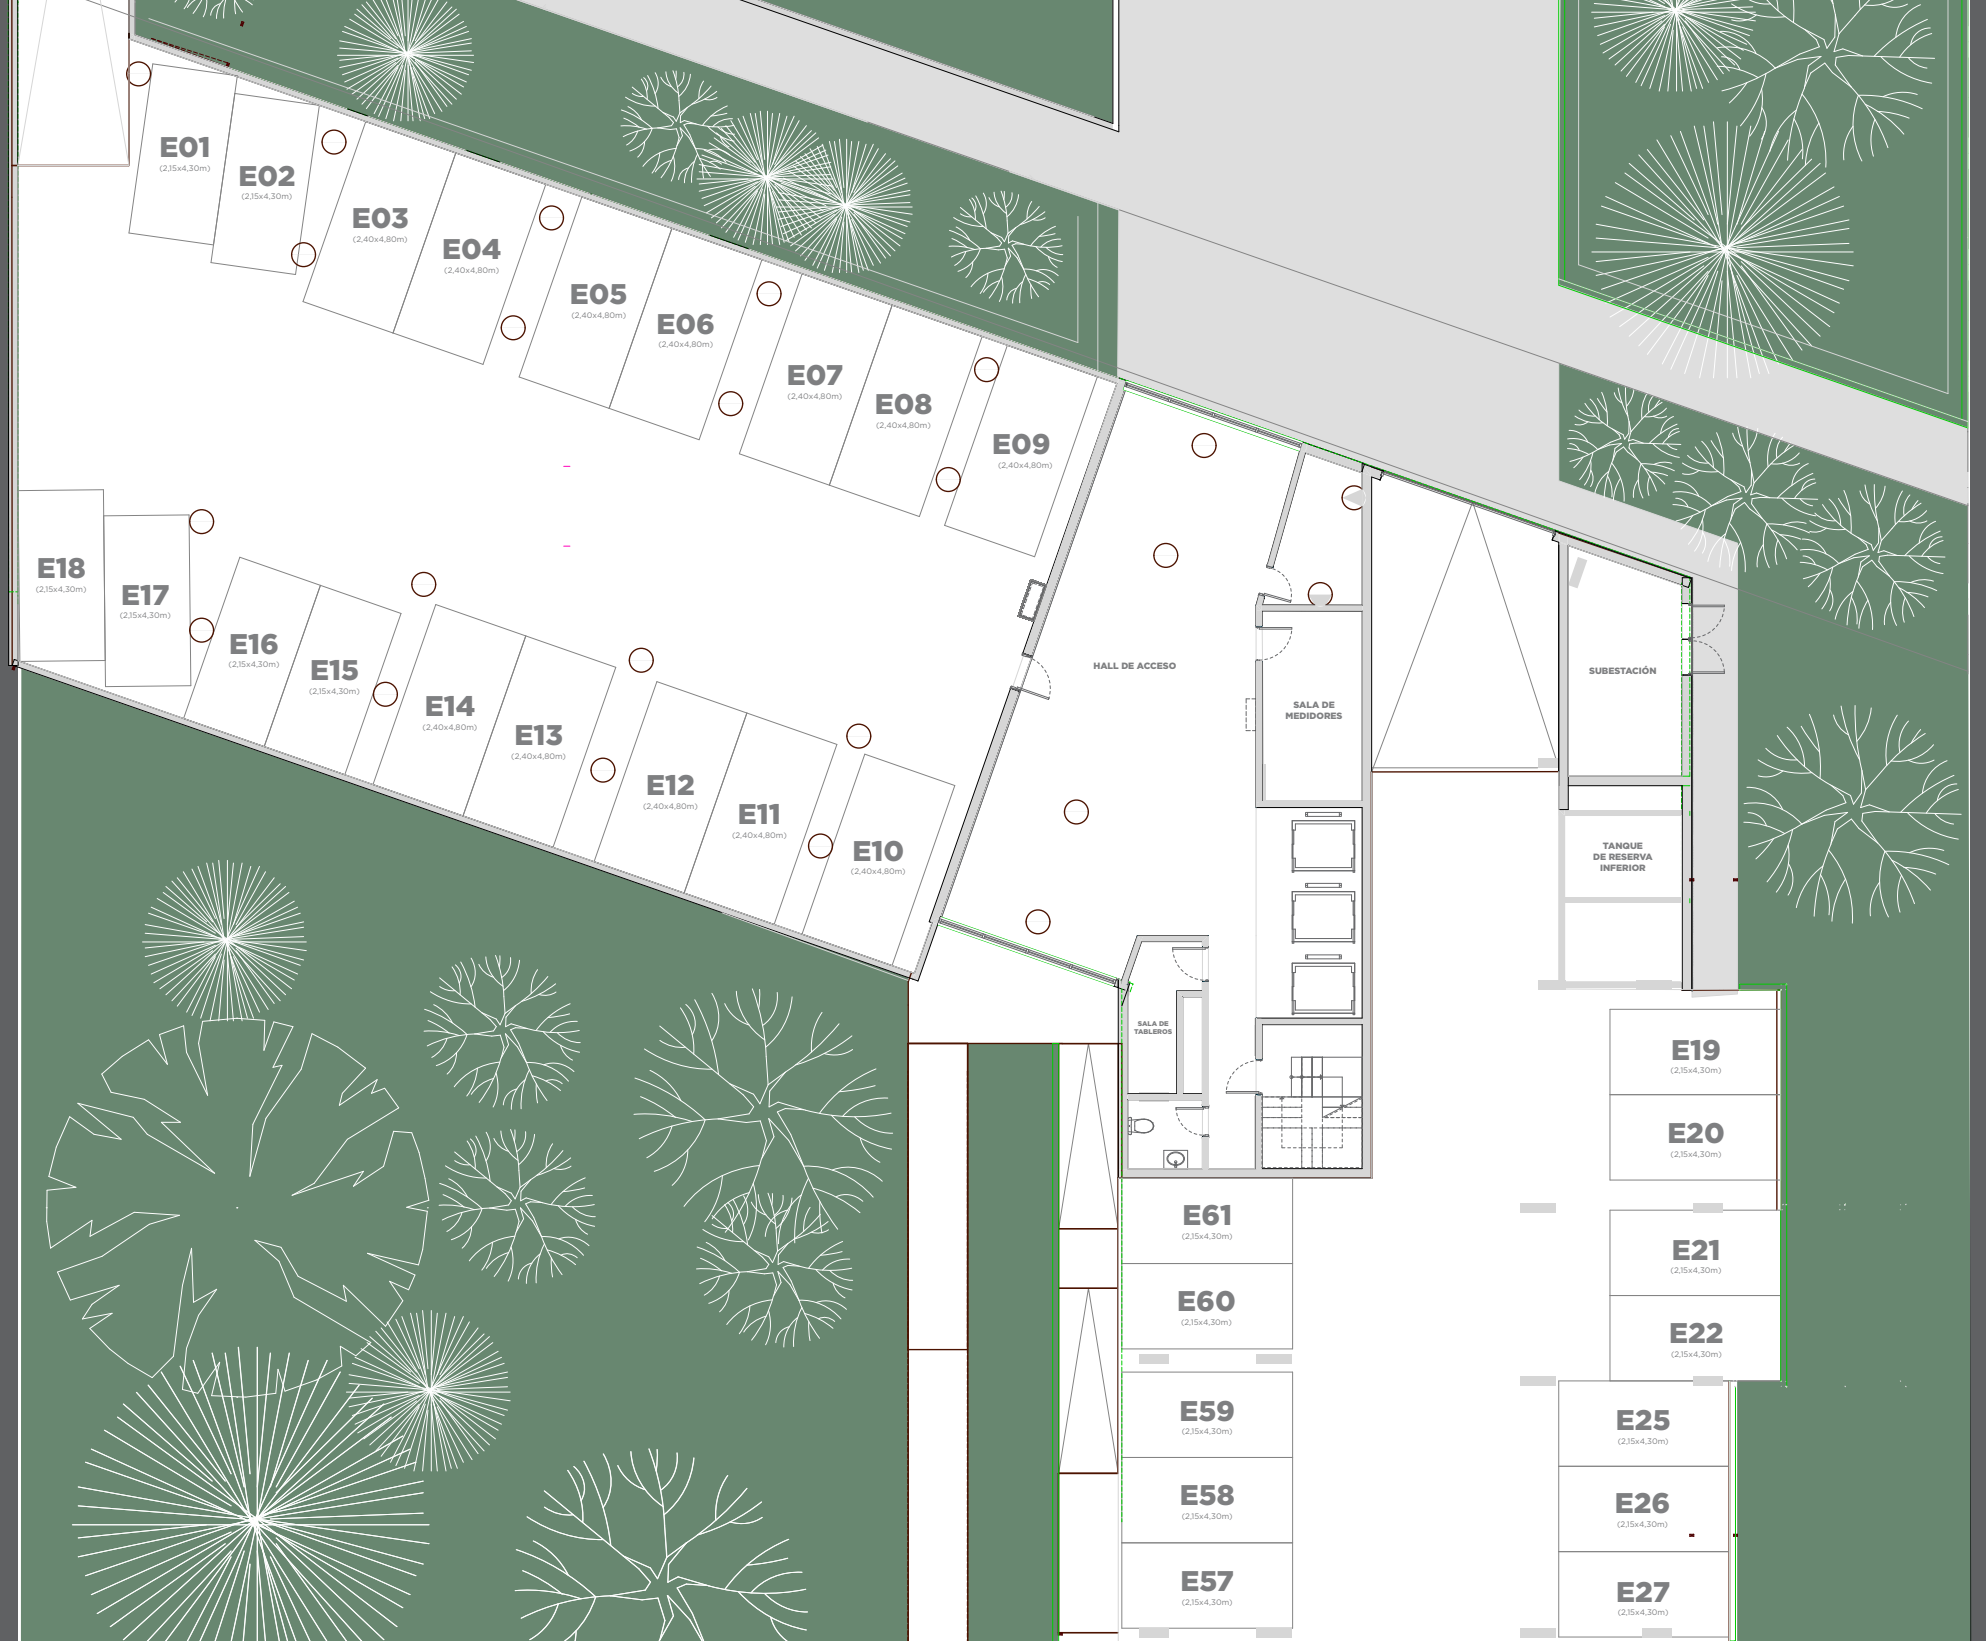 E01
(2,15x4,30m)
E02
(2,15x4,30m)
E03
(2,40x4,80m)
E04
(2,40x4,80m)
E05
(2,40x4,80m)
E06
(2,40x4,80m)
E07
(2,40x4,80m)
E08
(2,40x4,80m)
E09
(2,40x4,80m)
E18
(2,15x4,30m)
E17
(2,15x4,30m)
E16
(2,15x4,30m)
E15
(2,15x4,30m)
E14
(2,40x4,80m)
E13
(2,40x4,80m)
E12
(2,40x4,80m)
E11
(2,40x4,80m)
E10
(2,40x4,80m)
HALL DE ACCESO
SALA DE
MEDIDORES
SUBESTACIÓN
TANQUE
DE RESERVA
INFERIOR
SALA DE
TABLEROS
E19
(2,15x4,30m)
E20
(2,15x4,30m)
E21
(2,15x4,30m)
E22
(2,15x4,30m)
E25
(2,15x4,30m)
E26
(2,15x4,30m)
E27
(2,15x4,30m)
E61
(2,15x4,30m)
E60
(2,15x4,30m)
E59
(2,15x4,30m)
E58
(2,15x4,30m)
E57
(2,15x4,30m)